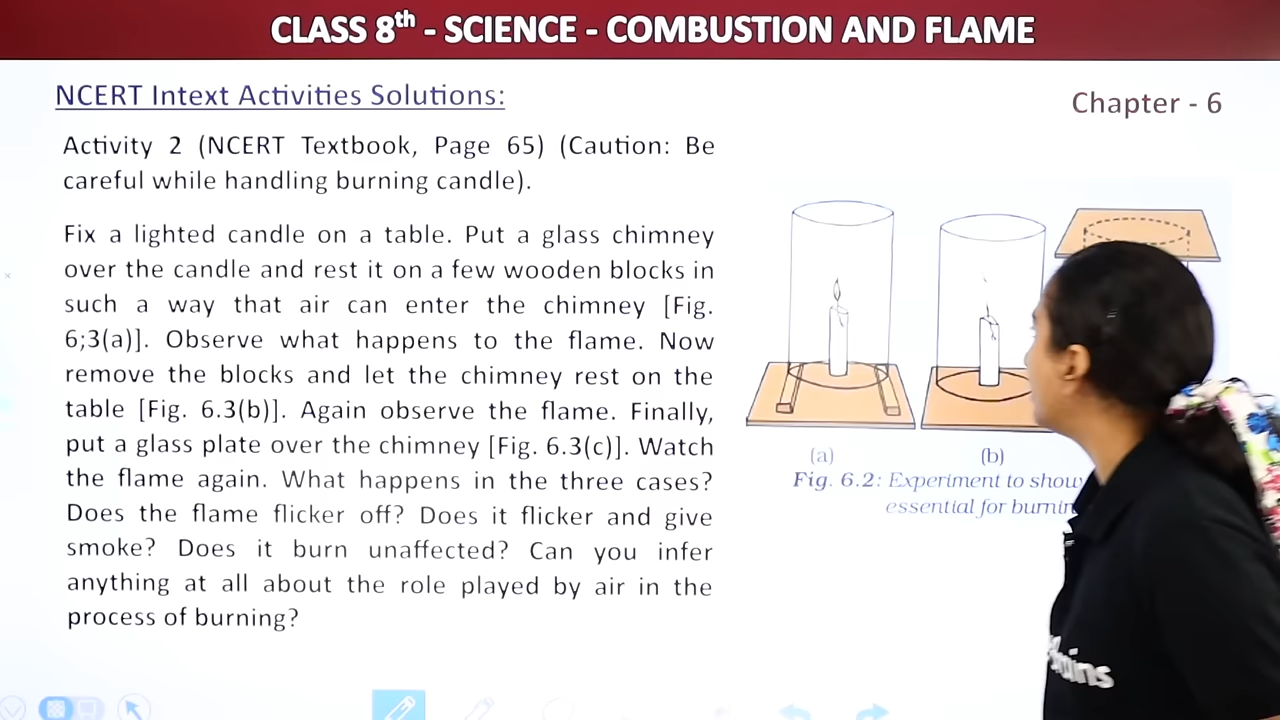 CLASS 8th - SCIENCE - COMBUSTION AND FLAME
NCERT Intext Activities Solutions:
Chapter - 6
Activity 2 (NCERT Textbook, Page 65) (Caution: Be
careful while handling burning candle).
Fix a lighted candle on a table. Put a glass chimney
over the candle and rest it on a few wooden blocks in
such a way that air can enter the chimney [Fig.
6;3(a)]. Observe what happens to the flame. Now
remove the blocks and let the chimney rest on the
table [Fig. 6.3(b)]. Again observe the flame. Finally,
put a glass plate over the chimney [Fig. 6.3(c)]. Watch
the flame again. What happens in the three cases?
Does the flame flicker off? Does it flicker and give
smoke? Does it burn unaffected? Can you infer
anything at all about the role played by air in the
process of burning?
(a)
(b)
Fig. 6.2: Experiment to show
essential for